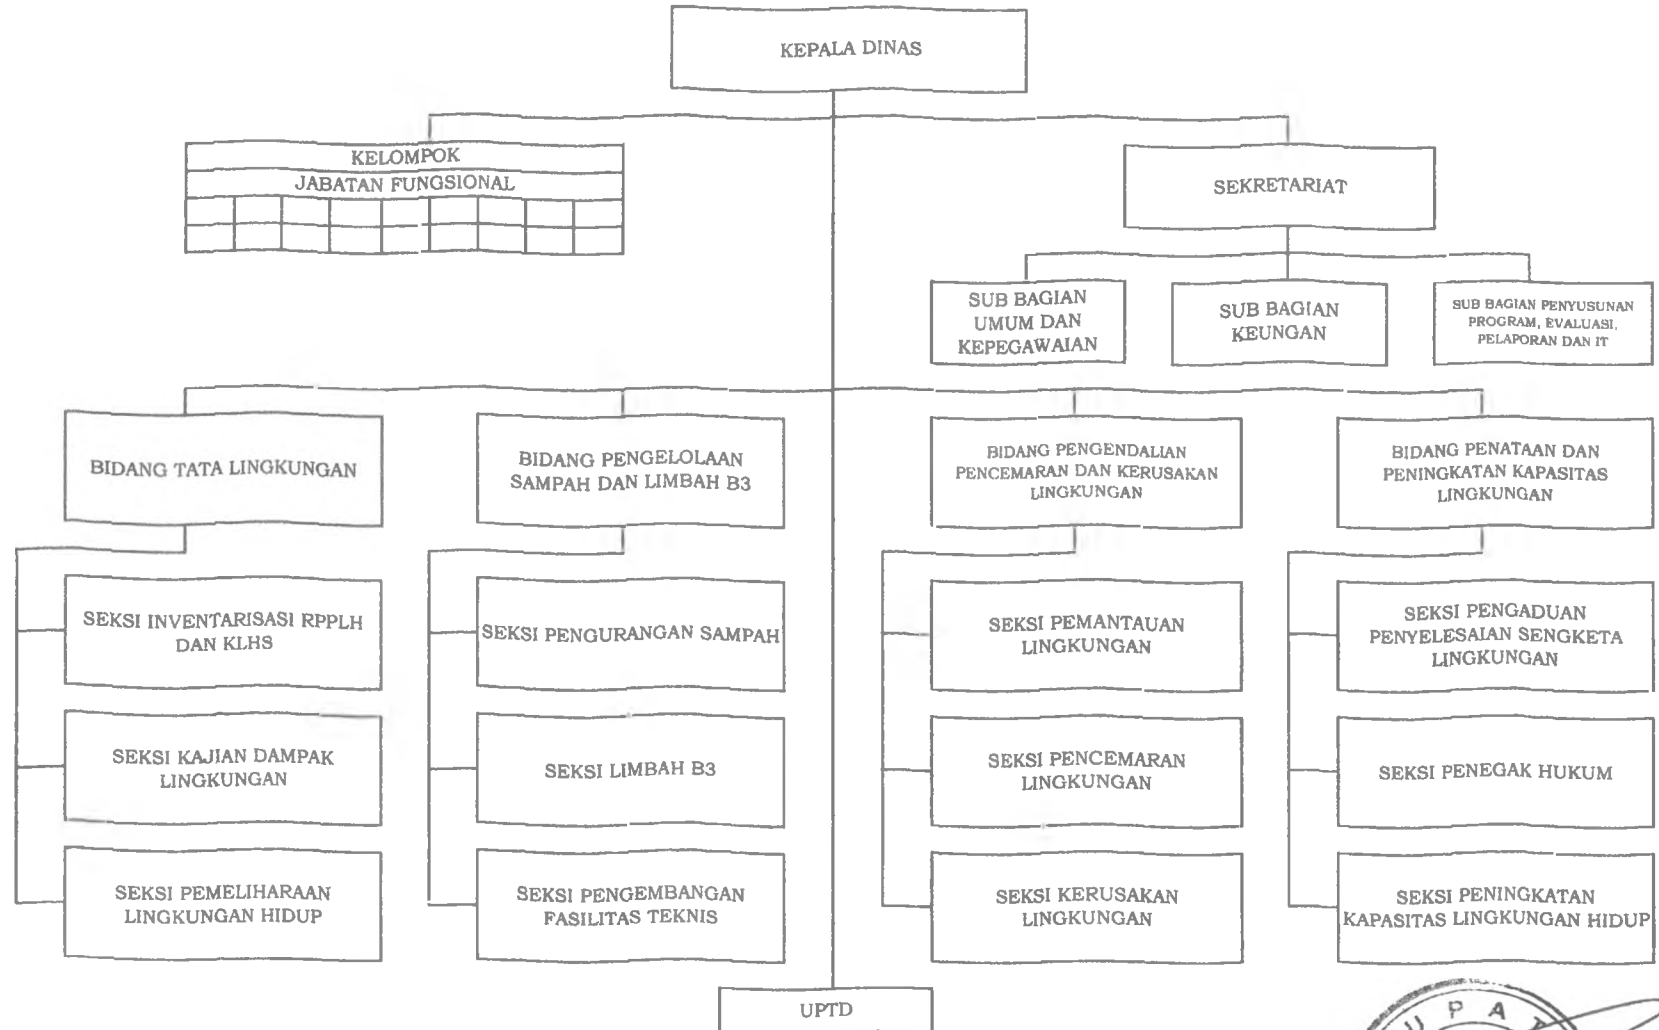 KEPALA DINAS
KELOMPOK
JABATAN FUNGSIONAL
SEKRETARIAT
SUB BAGIAN
UMUM DAN
KEPEGAWAIAN
SUB BAGIAN
KEUNGAN
SUB BAGIAN PENYUSUNAN
PROGRAM, EVALUASI,
PELAPORAN DAN IT
BIDANG TATA LINGKUNGAN
BIDANG PENGELOLAAN
SAMPAH DAN LIMBAH B3
BIDANG PENGENDALIAN
PENCEMARAN DAN KERUSAKAN
LINGKUNGAN
BIDANG PENATAAN DAN
PENINGKATAN KAPASITAS
LINGKUNGAN
SEKSI INVENTARISASI RPPLH
DAN KLHS
SEKSI PENGURANGAN SAMPAH
SEKSI PEMANTAUAN
LINGKUNGAN
SEKSI PENGADUAN
PENYELESAIAN SENGKETA
LINGKUNGAN
SEKSI KAJIAN DAMPAK
LINGKUNGAN
SEKSI LIMBAH B3
SEKSI PENCEMARAN
LINGKUNGAN
SEKSI PENEGAK HUKUM
SEKSI PEMELIHARAAN
LINGKUNGAN HIDUP
SEKSI PENGEMBANGAN
FASILITAS TEKNIS
SEKSI KERUSAKAN
LINGKUNGAN
SEKSI PENINGKATAN
KAPASITAS LINGKUNGAN HIDUP
UPTD